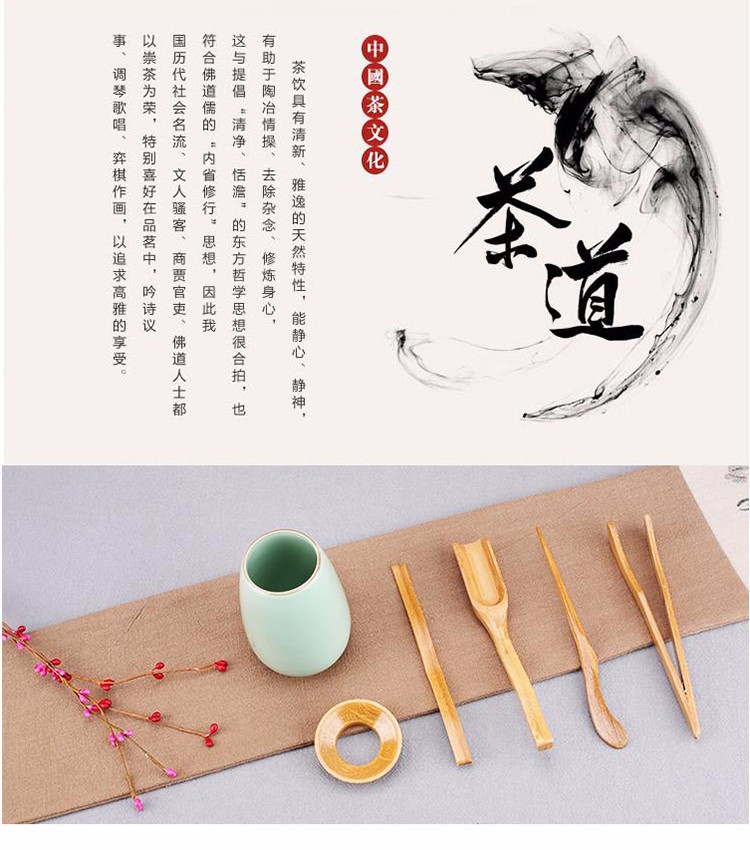 茶道
中國茶文化
茶饮具有清新、雅逸的天然特性，能静心、静神，
有助于陶冶情操、去除杂念、修炼身心，
这与提倡“清净、恬澹”的东方哲学思想很合拍，也
符合佛道儒的“内省修行”思想，因此我
国历代社会名流、文人骚客、商贾官吏、佛道人士都
以崇茶为荣，特别喜好在品茗中，吟诗议
事、调琴歌唱、弈棋作画，以追求高雅的享受。